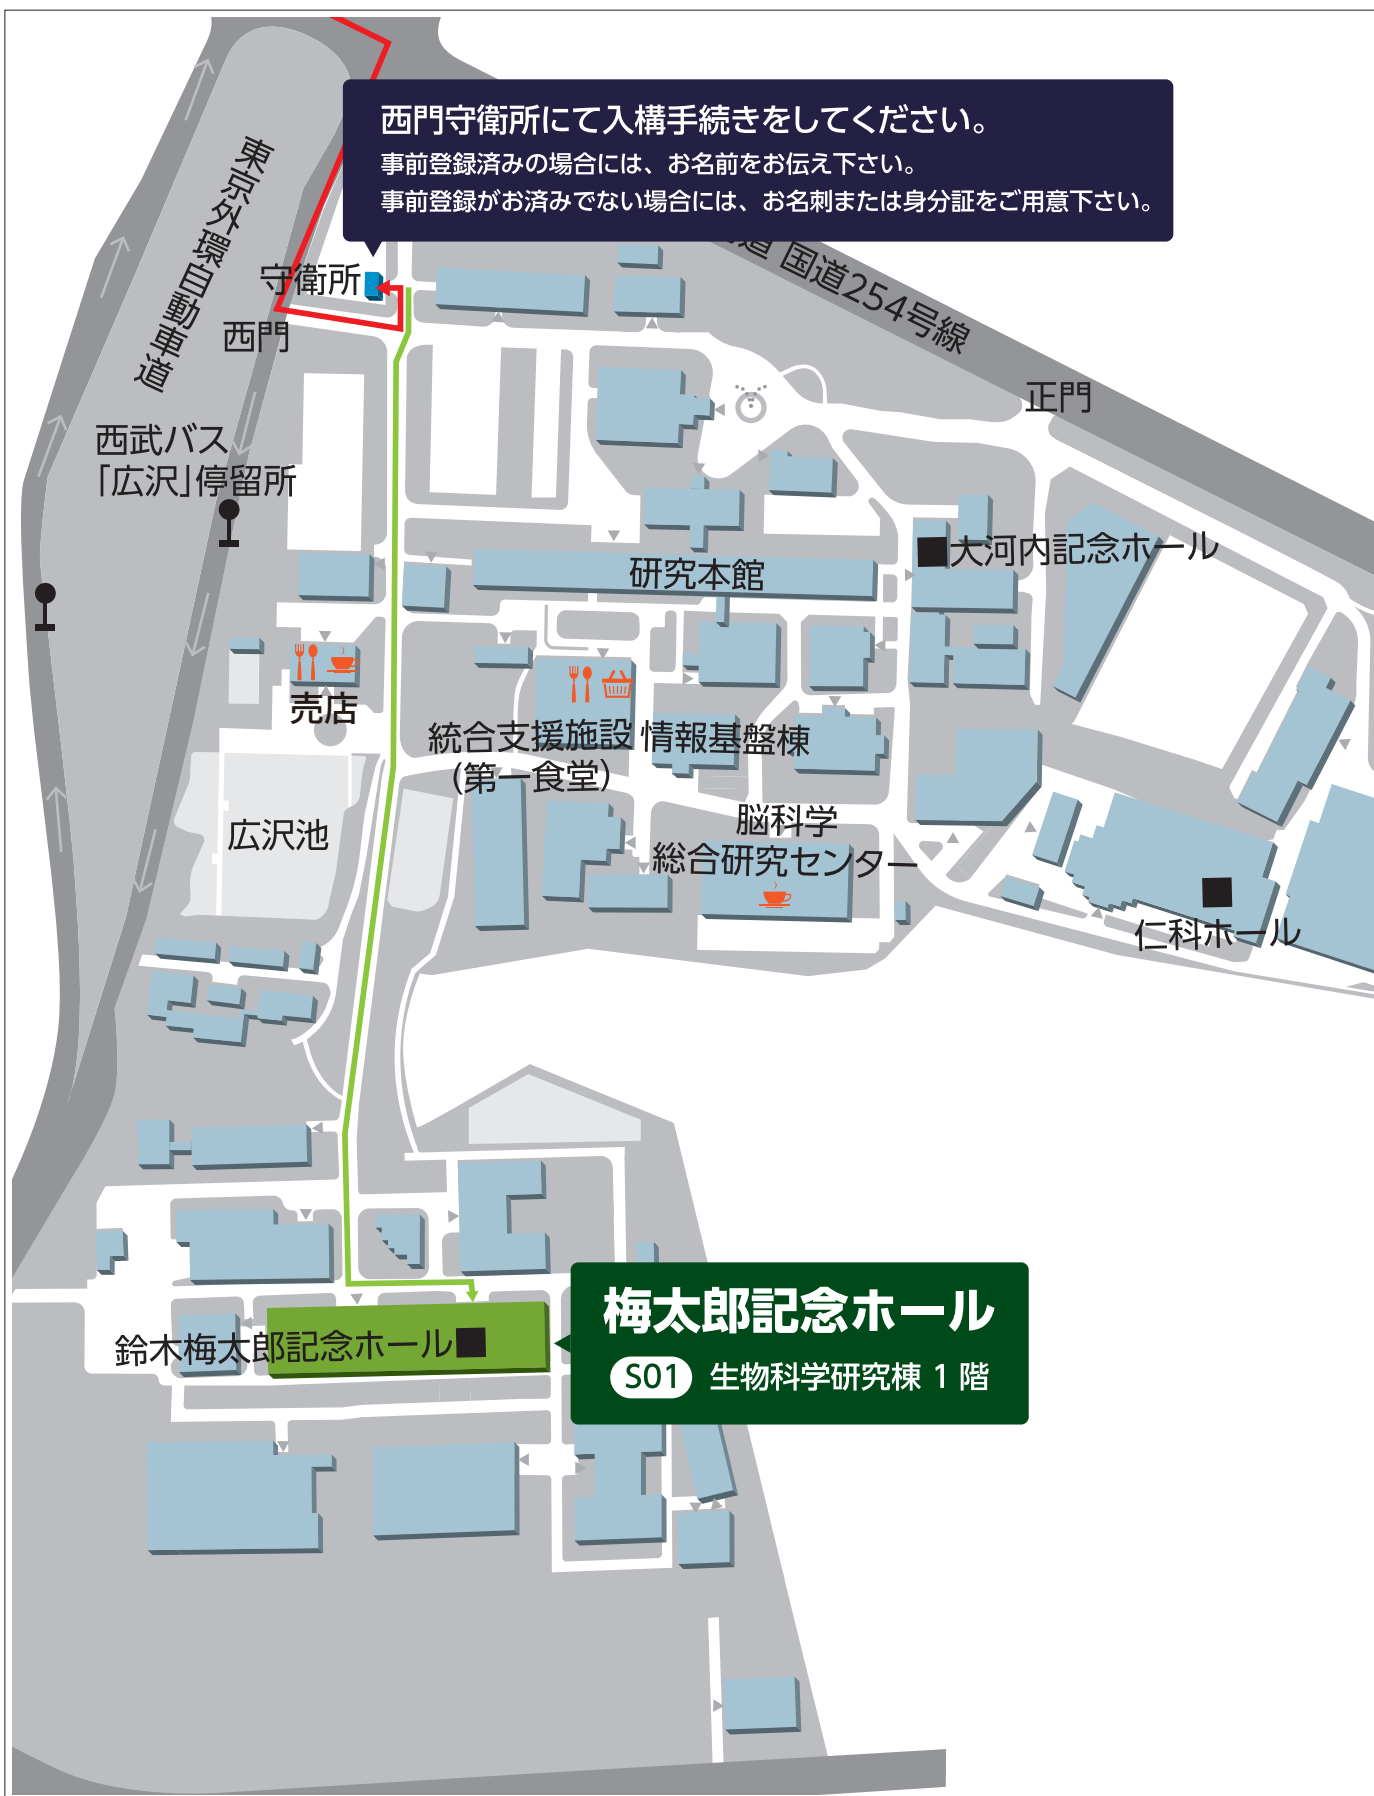 西門守衛所にて入構手続きをしてください。
事前登録済みの場合には、お名前をお伝え下さい。
事前登録がお済みでない場合には、お名刺または身分証をご用意下さい。
東京外環自動車道
道 国道254号線
守衛所
西門
正門
西武バス
「広沢」停留所
大河内記念ホール
研究本館
売店
統合支援施設
(第一食堂)
情報基盤棟
広沢池
脳科学
総合研究センター
仁科ホール
梅太郎記念ホール
S01 生物科学研究棟 1 階
鈴木梅太郎記念ホール